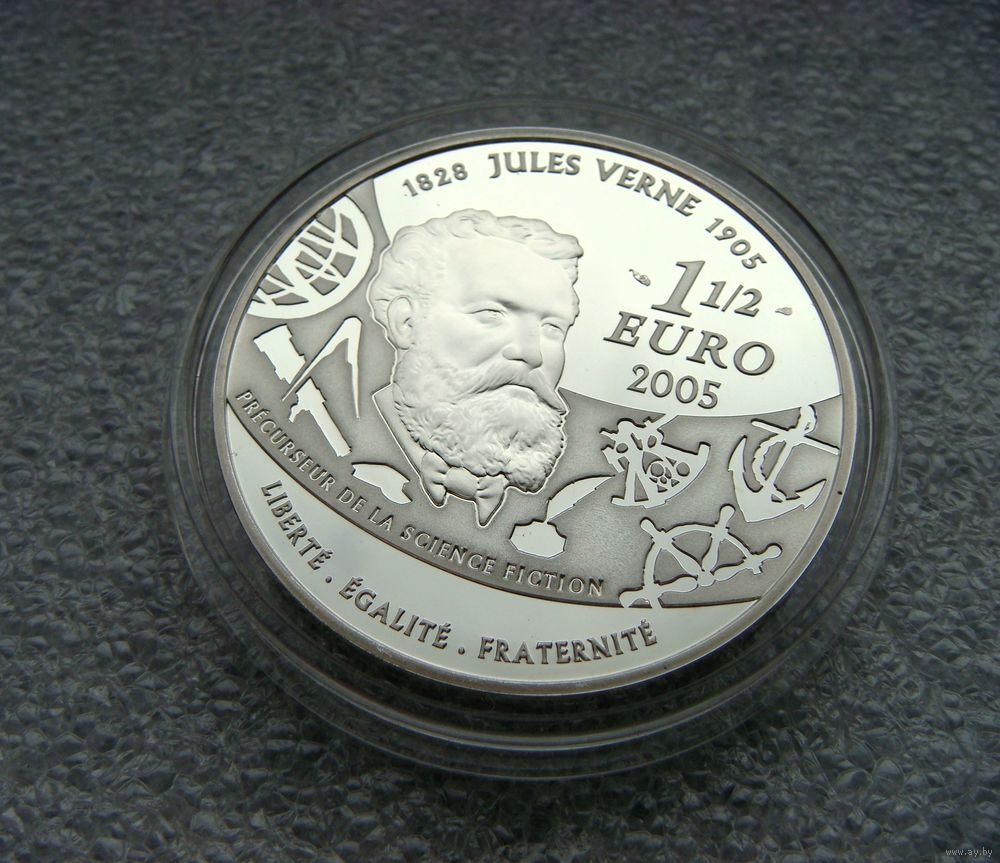 1828 JULES VERNE 1905
1 1/2
EURO
2005
PRÉCURSEUR DE LA SCIENCE FICTION
LIBERTÉ . ÉGALITÉ . FRATERNITÉ
www.ay.by